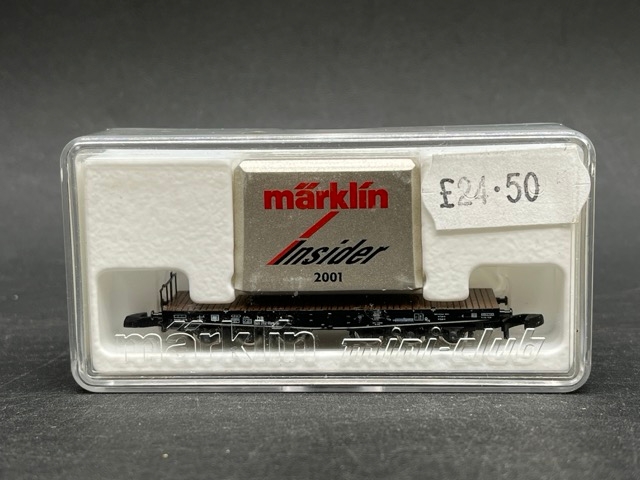 märklin
Insider
2001
£24.50
märklin mini-club